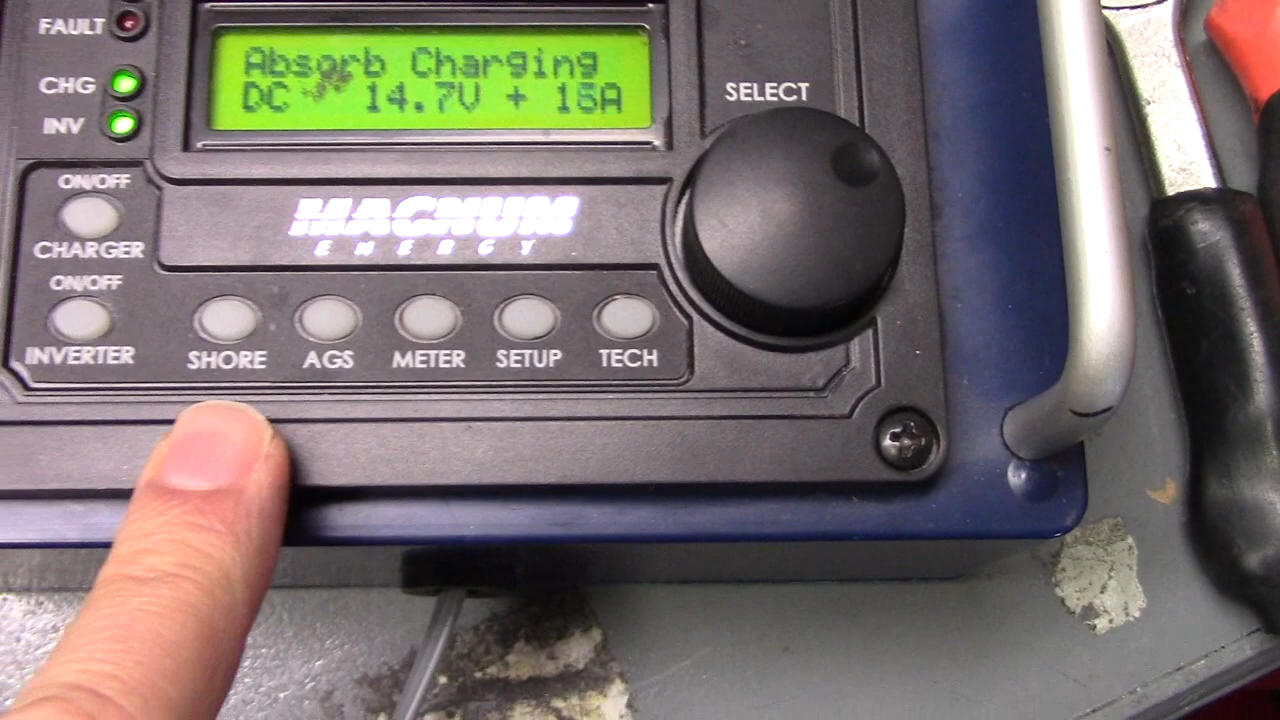 FAULT
Absorb Charging
CHG
DC 14.7V + 15A
INV
SELECT
ON/OFF
CHARGER
MAGNUM
ENERGY
ON/OFF
INVERTER
SHORE AGS METER SETUP TECH